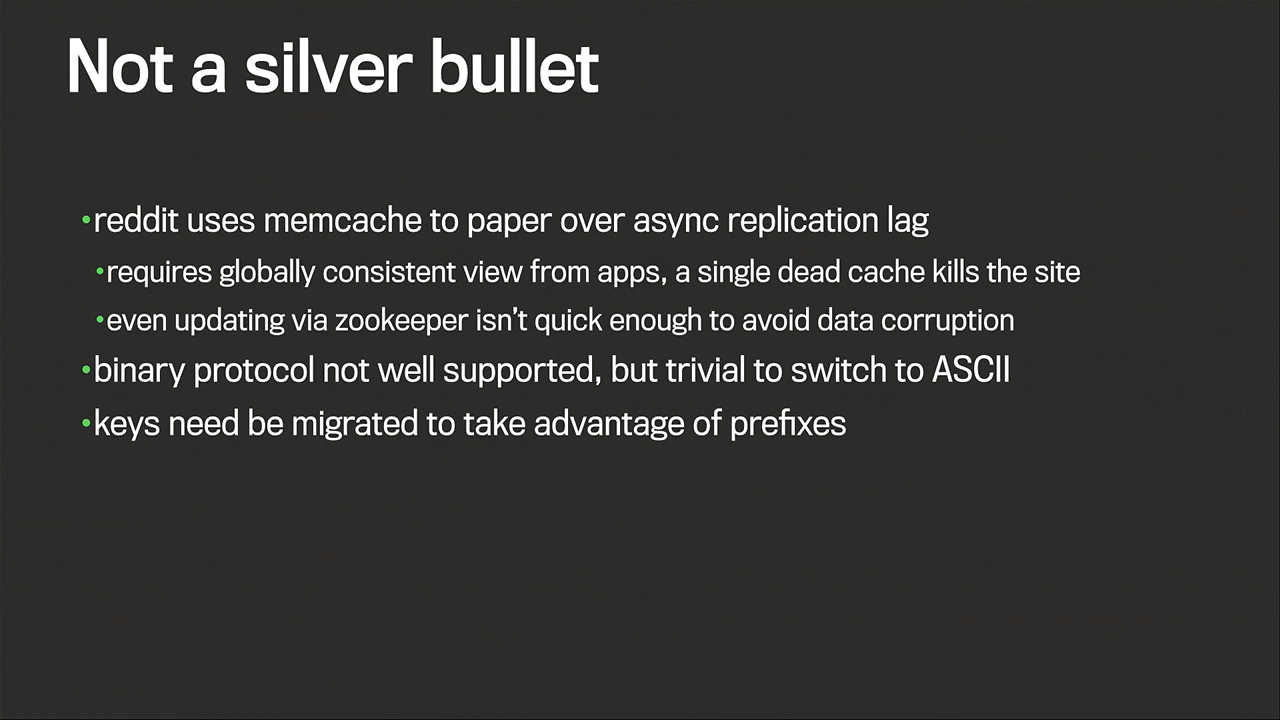 Not a silver bullet
•reddit uses memcache to paper over async replication lag
•requires globally consistent view from apps, a single dead cache kills the site
•even updating via zookeeper isn’t quick enough to avoid data corruption
•binary protocol not well supported, but trivial to switch to ASCII
•keys need be migrated to take advantage of prefixes